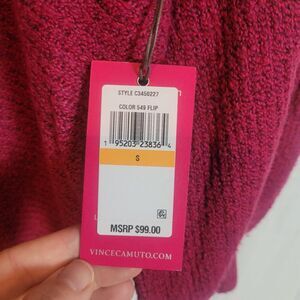 STYLE C3450227
COLOR 549 FLIP
1 95203 23836 4
S
MSRP $99.00
VINCECAMUTO.COM